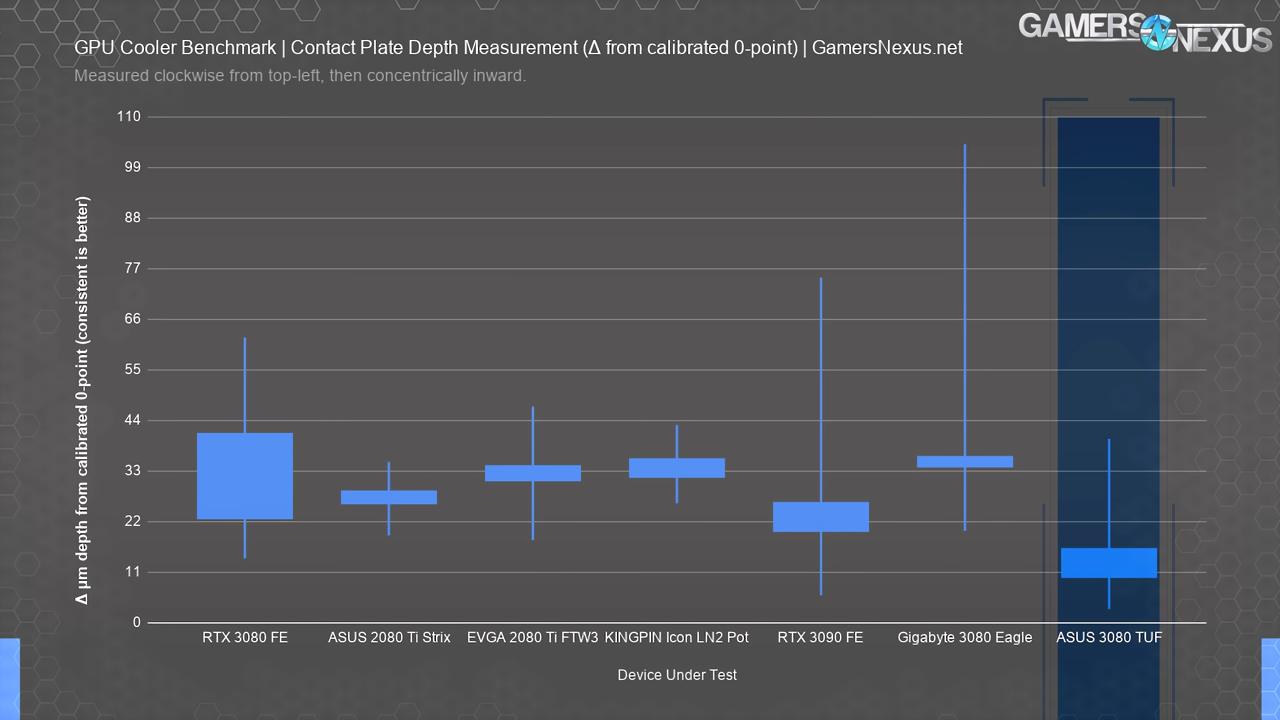 GAMERS NEXUS
GPU Cooler Benchmark | Contact Plate Depth Measurement (Δ from calibrated 0-point) | GamersNexus.net
Measured clockwise from top-left, then concentrically inward.
Δ µm depth from calibrated 0-point (consistent is better)
110
99
88
77
66
55
44
33
22
11
0
RTX 3080 FE
ASUS 2080 Ti Strix
EVGA 2080 Ti FTW3
KINGPIN Icon LN2 Pot
RTX 3090 FE
Gigabyte 3080 Eagle
ASUS 3080 TUF
Device Under Test